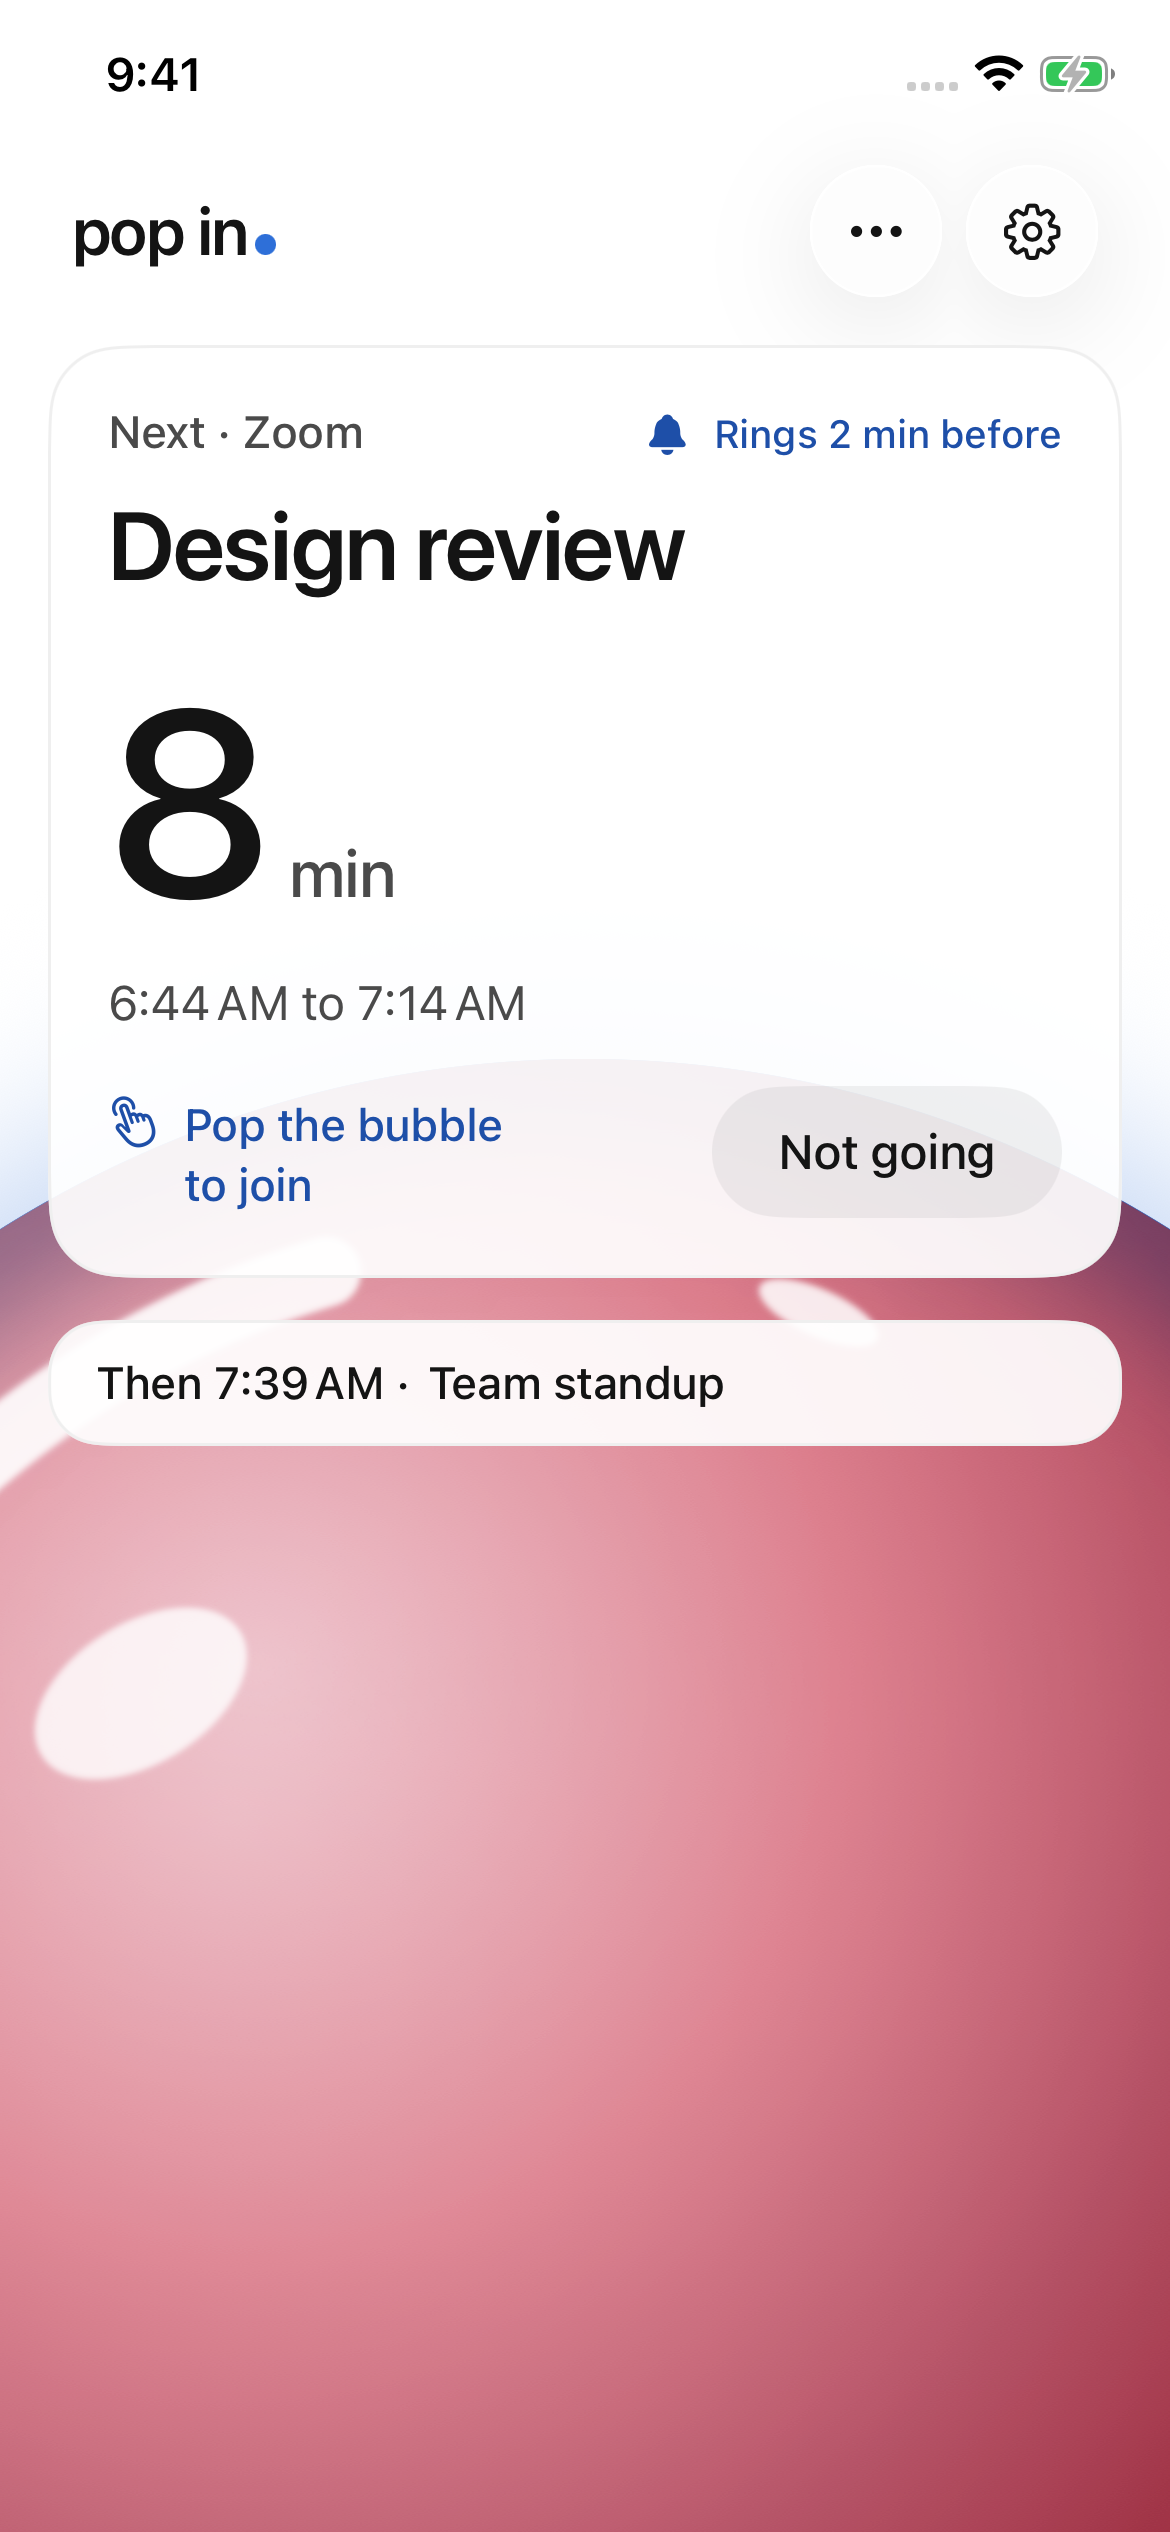 9:41
pop in.
Next · Zoom
Rings 2 min before
Design review
8 min
6:44 AM to 7:14 AM
Pop the bubble
to join
Not going
Then 7:39 AM · Team standup